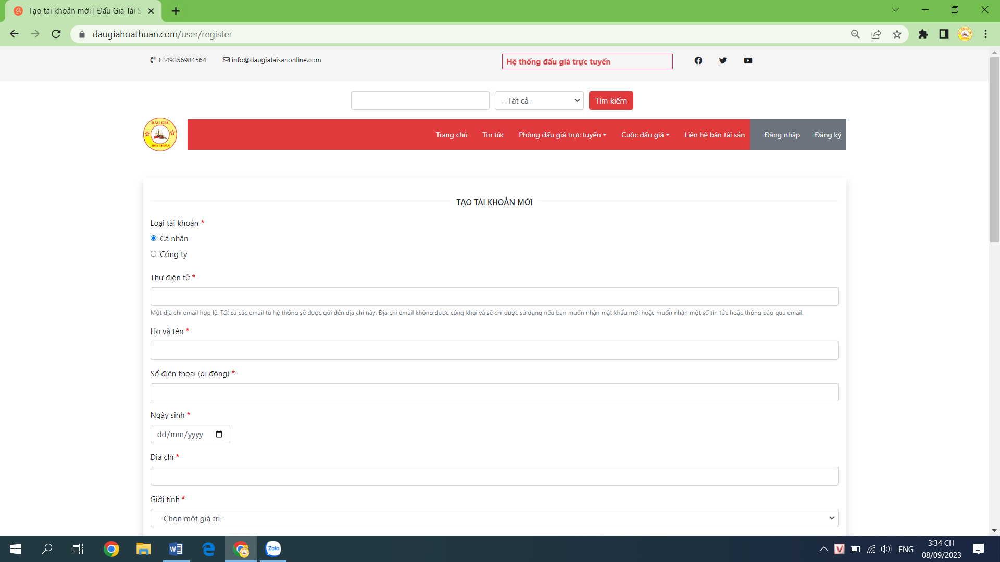 Tạo tài khoản mới | Đấu Giá Tài S
daugiahoathuan.com/user/register
+849356984564 info@daugiataisanonline.com Hệ thống đấu giá trực tuyến
- Tất cả - Tìm kiếm
ĐẤU GIÁ
HÒA THUẬN
Trang chủ Tin tức Phòng đấu giá trực tuyến Cuộc đấu giá Liên hệ bán tài sản Đăng nhập Đăng ký
TẠO TÀI KHOẢN MỚI
Loại tài khoản *
Cá nhân
Công ty
Thư điện tử *
Một địa chỉ email hợp lệ. Tất cả các email từ hệ thống sẽ được gửi đến địa chỉ này. Địa chỉ email không được công khai và sẽ chỉ được sử dụng nếu bạn muốn nhận mật khẩu mới hoặc muốn nhận một số tin tức hoặc thông báo qua email.
Họ và tên *
Số điện thoại (di động) *
Ngày sinh *
dd/mm/yyyy
Địa chỉ *
Giới tính *
- Chọn một giá trị -
Zalo
ENG
3:34 CH
08/09/2023